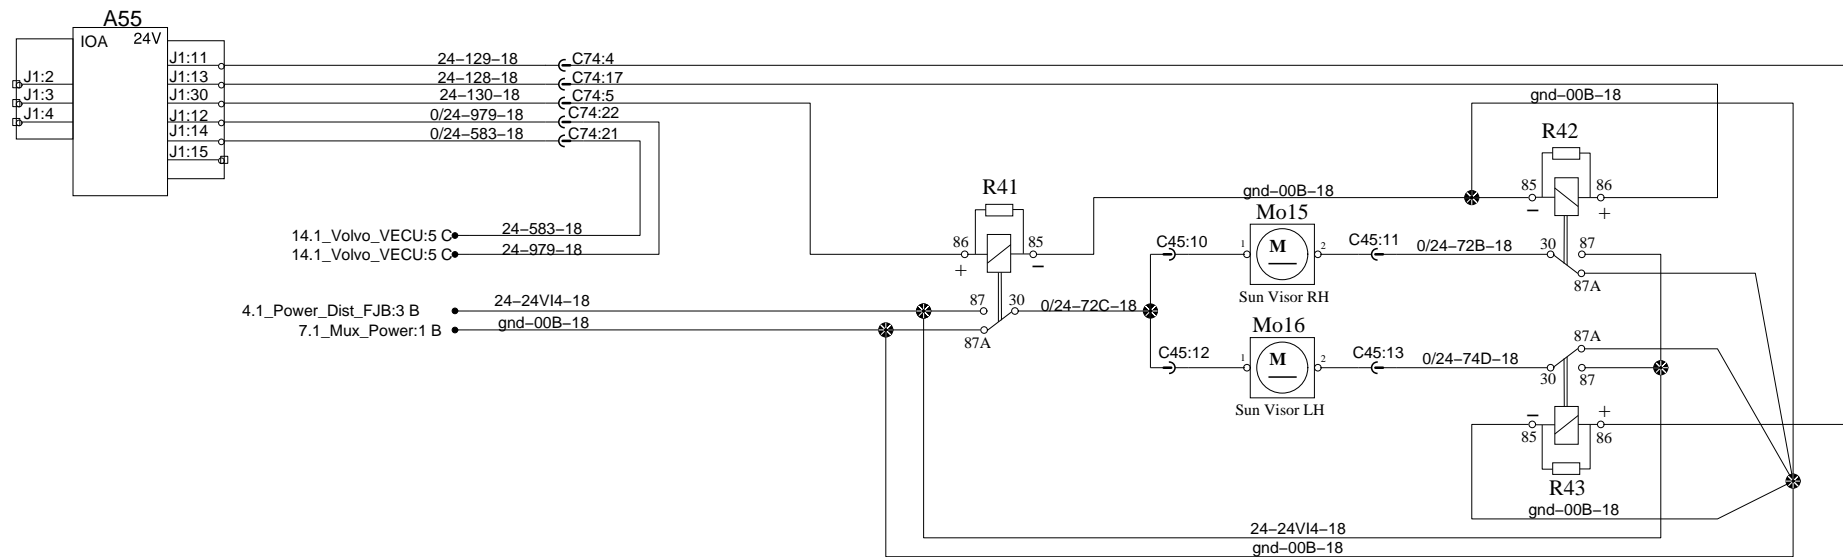 A55
IOA 24V
J1:11 24–129–18 C74:4
J1:2 J1:13 24–128–18 C74:17
J1:3 J1:30 24–130–18 C74:5 gnd–00B–18
J1:4 J1:12 0/24–979–18 C74:22
J1:14 0/24–583–18 C74:21 R42
J1:15
R41 gnd–00B–18 85 86
– +
Mo15
14.1_Volvo_VECU:5 C 24–583–18
14.1_Volvo_VECU:5 C 24–979–18
86 85 C45:10 1 M 2 C45:11 0/24–72B–18 30 87
+ –
87A
Sun Visor RH
4.1_Power_Dist_FJB:3 B 24–24VI4–18 87 30 0/24–72C–18
7.1_Mux_Power:1 B gnd–00B–18 Mo16
87A 87A
C45:12 1 M 2 C45:13 0/24–74D–18
30 87
Sun Visor LH
– +
85 86
R43
gnd–00B–18
24–24VI4–18
gnd–00B–18